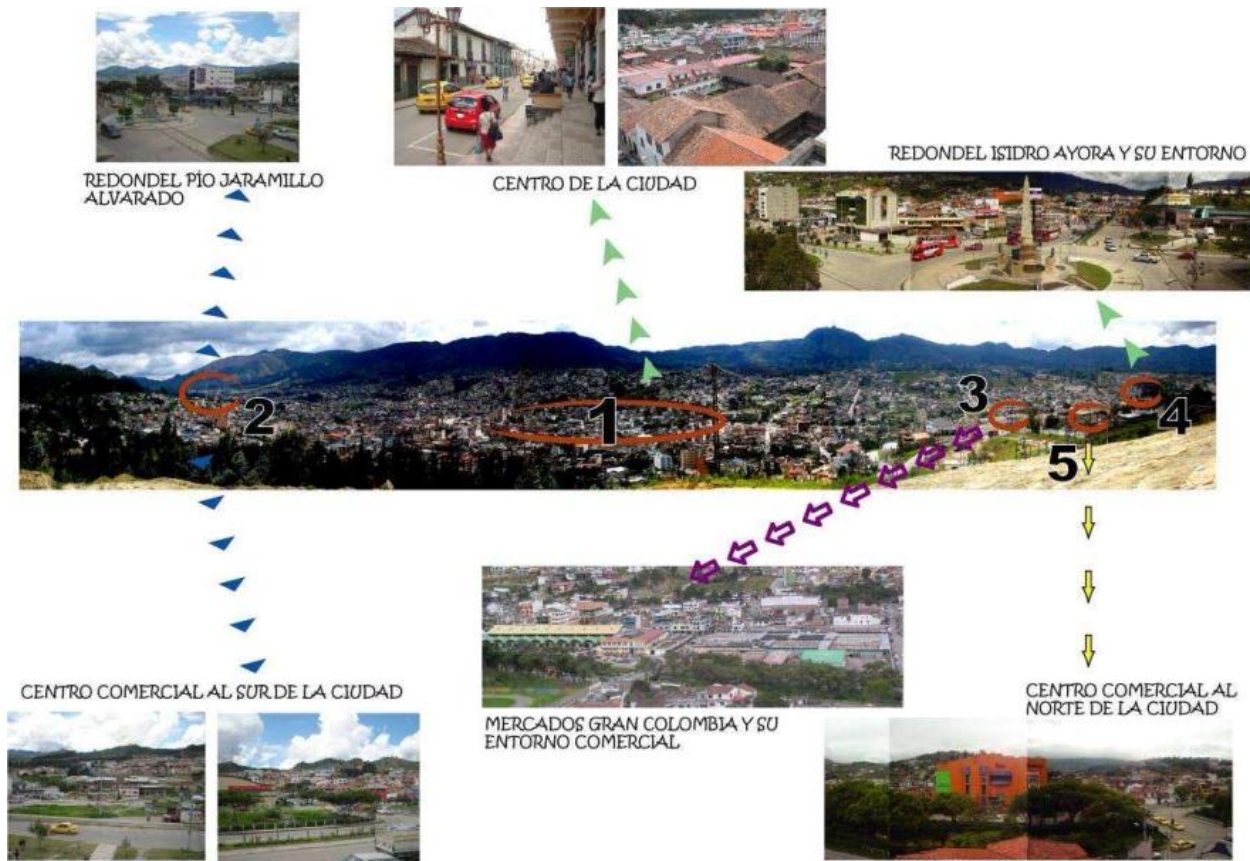 REDONDEL PÍO JARAMILLO
ALVARADO
CENTRO DE LA CIUDAD
REDONDEL ISIDRO AYORA Y SU ENTORNO
1
2
3
4
5
CENTRO COMERCIAL AL SUR DE LA CIUDAD
MERCADOS GRAN COLOMBIA Y SU
ENTORNO COMERCIAL
CENTRO COMERCIAL AL
NORTE DE LA CIUDAD